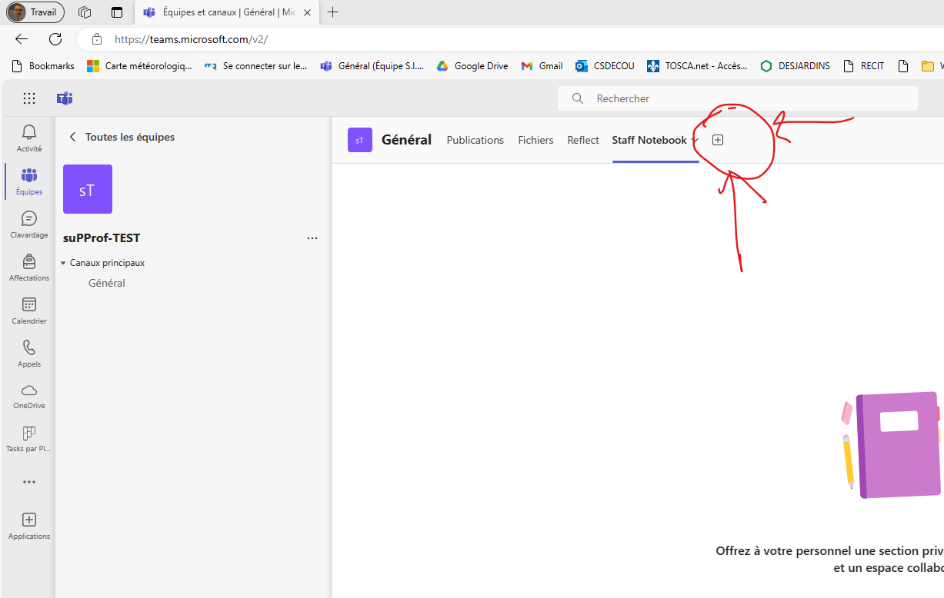 Travail
Équipes et canaux | Général | Mic
https://teams.microsoft.com/v2/
Bookmarks Carte météorologiq... Se connecter sur le... Général (Équipe S.I.... Google Drive Gmail CSDECOU TOSCA.net - Accès... DESJARDINS RECIT
Rechercher
Activité
Équipes
Clavardage
Affectations
Calendrier
Appels
OneDrive
Tasks par Pl...
Applications
Toutes les équipes
sT
suPProf-TEST
Canaux principaux
Général
sT Général Publications Fichiers Reflect Staff Notebook
Offrez à votre personnel une section priv
et un espace collabo